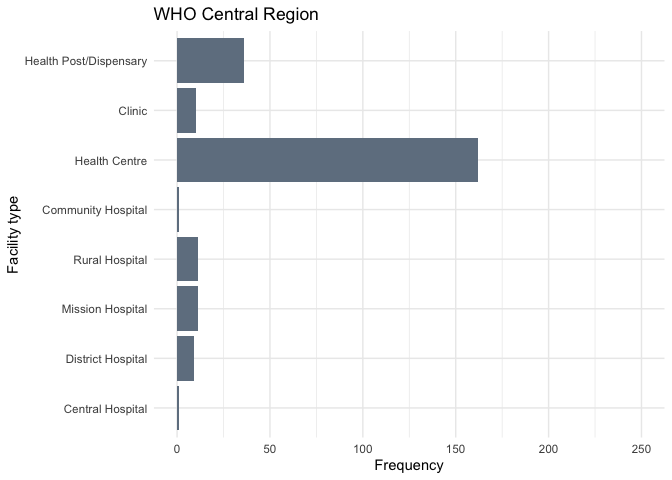 WHO Central Region
Health Post/Dispensary
Clinic
Health Centre
Community Hospital
Rural Hospital
Mission Hospital
District Hospital
Central Hospital
Facility type
0 50 100 150 200 250
Frequency